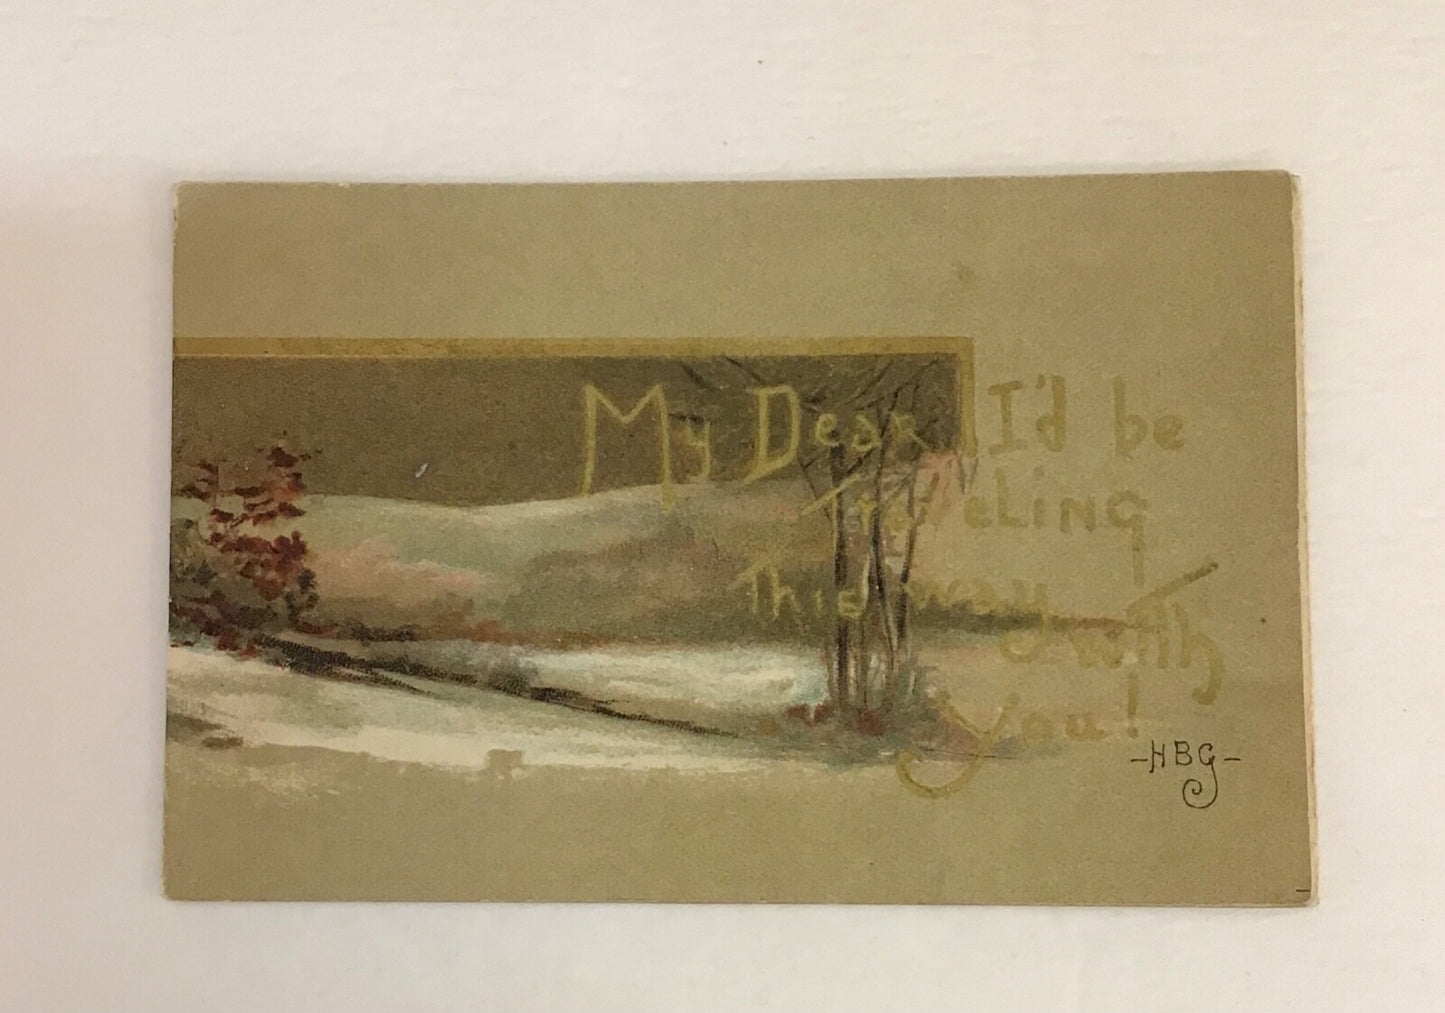 My Dear I'd be
Traveling
This way
with
you!
-HBG-